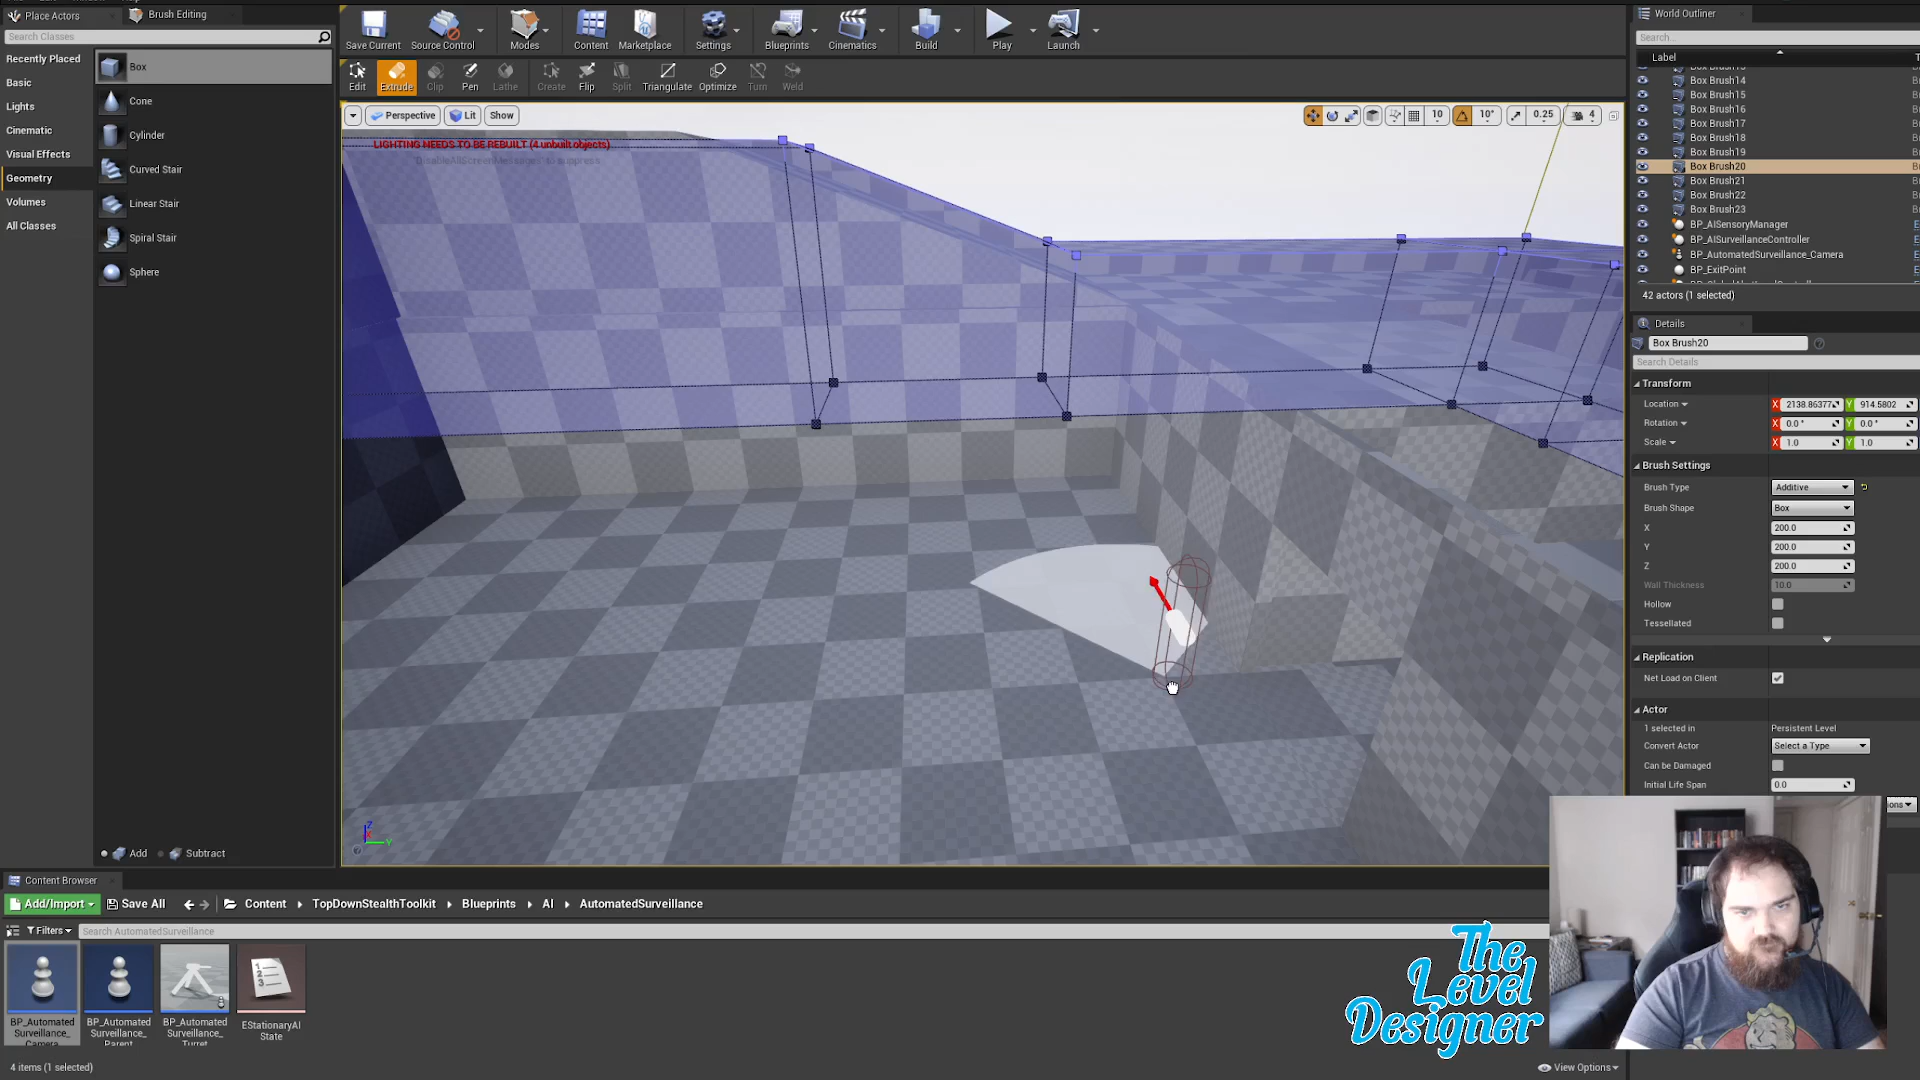 Place Actors
Brush Editing
Search Classes
Recently Placed
Basic
Lights
Cinematic
Visual Effects
Geometry
Volumes
All Classes
Box
Cone
Cylinder
Curved Stair
Linear Stair
Spiral Stair
Sphere
Add
Subtract
Save Current
Source Control
Modes
Content
Marketplace
Settings
Blueprints
Cinematics
Build
Play
Launch
Edit
Extrude
Clip
Pen
Lathe
Create
Flip
Split
Triangulate
Optimize
Turn
Weld
Perspective
Lit
Show
10
10°
0.25
4
LIGHTING NEEDS TO BE REBUILT (4 unbuilt objects)
'DisableAllScreenMessages' to suppress
World Outliner
Search...
Label
Box Brush14
Box Brush15
Box Brush16
Box Brush17
Box Brush18
Box Brush19
Box Brush20
Box Brush21
Box Brush22
Box Brush23
BP_AISensoryManager
BP_AISurveillanceController
BP_AutomatedSurveillance_Camera
BP_ExitPoint
42 actors (1 selected)
Details
Box Brush20
Search Details
Transform
Location X 2138.86377 Y 914.5802
Rotation X 0.0 ° Y 0.0 °
Scale X 1.0 Y 1.0
Brush Settings
Brush Type Additive
Brush Shape Box
X 200.0
Y 200.0
Z 200.0
Wall Thickness 10.0
Hollow
Tessellated
Replication
Net Load on Client
Actor
1 selected in Persistent Level
Convert Actor Select a Type
Can be Damaged
Initial Life Span 0.0
Content Browser
Add/Import
Save All
Content
TopDownStealthToolkit
Blueprints
AI
AutomatedSurveillance
Filters
Search AutomatedSurveillance
BP_Automated
Surveillance_
Camera
BP_Automated
Surveillance_
Parent
BP_Automated
Surveillance_
Turret
EStationaryAI
State
4 items (1 selected)
View Options
The
Level
Designer